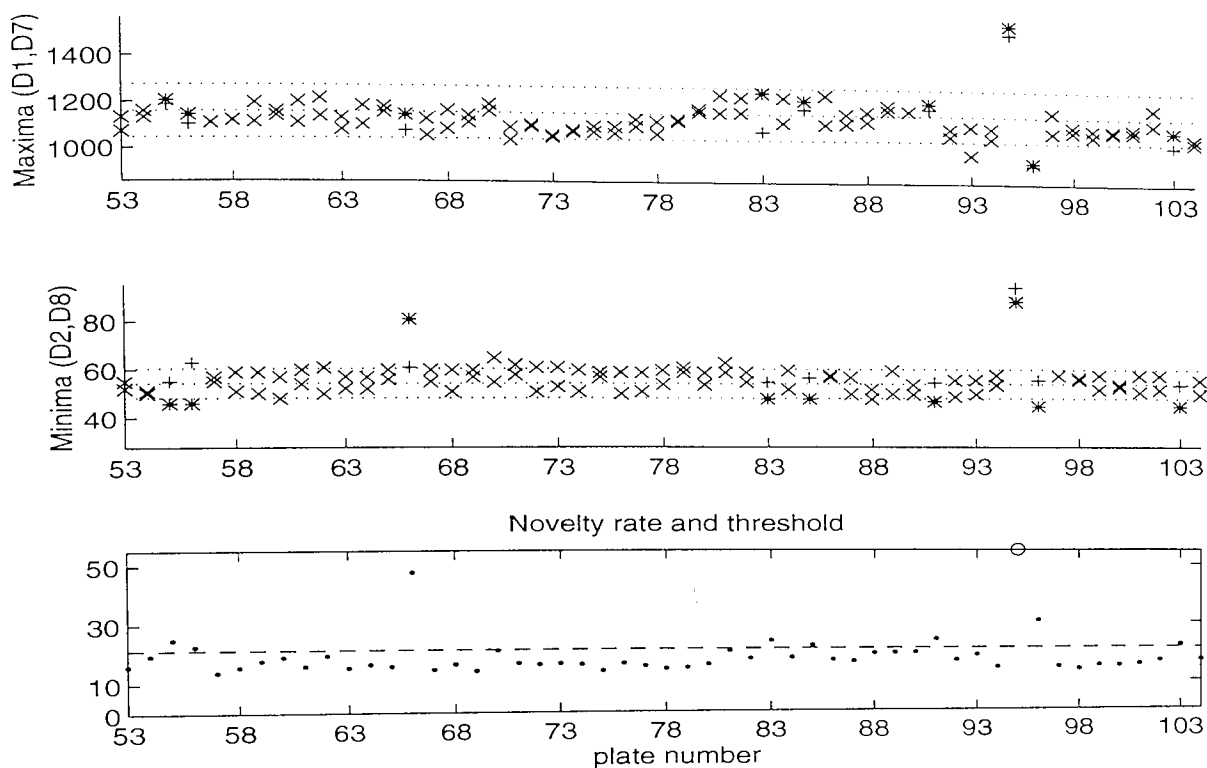 Maxima (D1,D7)
1400
1200
1000
53 58 63 68 73 78 83 88 93 98 103
Minima (D2,D8)
80
60
40
53 58 63 68 73 78 83 88 93 98 103
Novelty rate and threshold
50
30
10
0
53 58 63 68 73 78 83 88 93 98 103
plate number